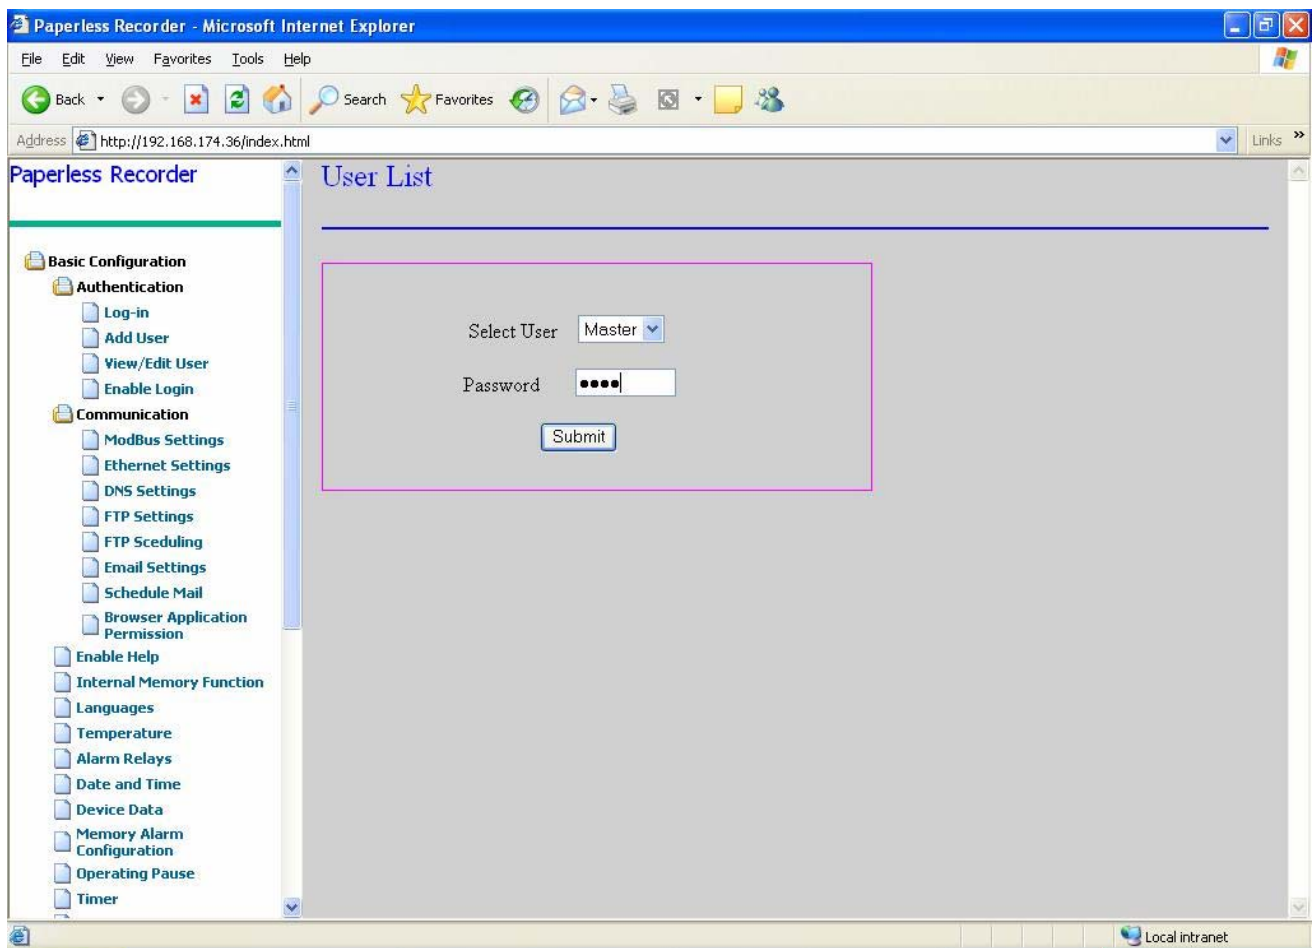 Paperless Recorder - Microsoft Internet Explorer
File Edit View Favorites Tools Help
Back Search Favorites
Address http://192.168.174.36/index.html Links »
Paperless Recorder
Basic Configuration
Authentication
Log-in
Add User
View/Edit User
Enable Login
Communication
ModBus Settings
Ethernet Settings
DNS Settings
FTP Settings
FTP Sceduling
Email Settings
Schedule Mail
Browser Application
Permission
Enable Help
Internal Memory Function
Languages
Temperature
Alarm Relays
Date and Time
Device Data
Memory Alarm
Configuration
Operating Pause
Timer
User List
Select User Master
Password ••••
Submit
Local intranet